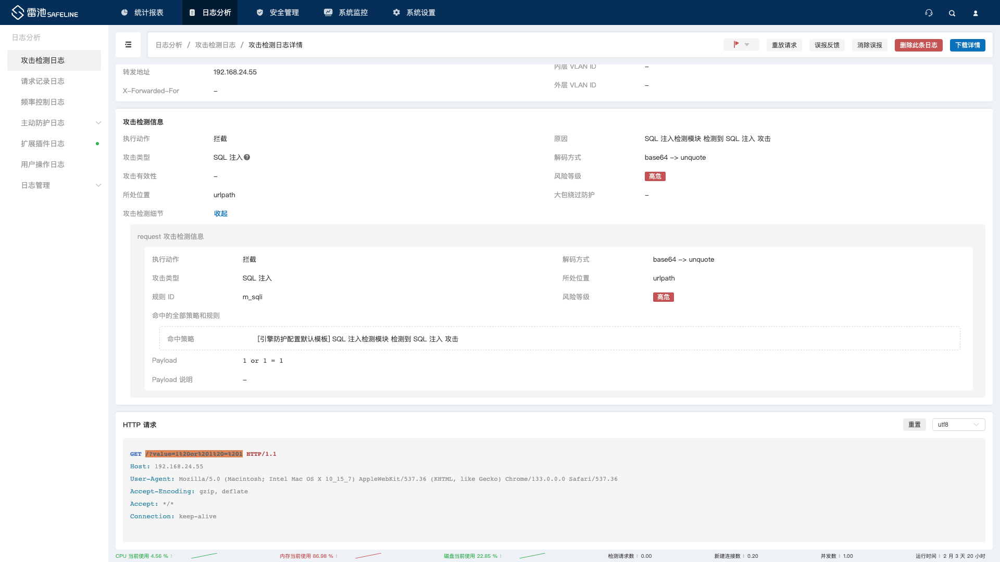 雷池 SAFELINE
统计报表
日志分析
安全管理
系统监控
系统设置
日志分析
攻击检测日志
请求记录日志
频率控制日志
主动防护日志
扩展插件日志
用户操作日志
日志管理
日志分析 / 攻击检测日志 / 攻击检测日志详情
重放请求
误报反馈
消除误报
删除此条日志
下载详情
转发地址 192.168.24.55
内层 VLAN ID –
X-Forwarded-For –
外层 VLAN ID –
攻击检测信息
执行动作 拦截
原因 SQL 注入检测模块 检测到 SQL 注入 攻击
攻击类型 SQL 注入
解码方式 base64 -> unquote
攻击有效性 –
风险等级 高危
所处位置 urlpath
大包绕过防护 –
攻击检测细节 收起
request 攻击检测信息
执行动作 拦截
解码方式 base64 -> unquote
攻击类型 SQL 注入
所处位置 urlpath
规则 ID m_sqli
风险等级 高危
命中的全部策略和规则
命中策略 [引擎防护配置默认模板] SQL 注入检测模块 检测到 SQL 注入 攻击
Payload 1 or 1 = 1
Payload 说明 –
HTTP 请求
重置
utf8
GET /?value=1%20or%201%20=%201 HTTP/1.1
Host: 192.168.24.55
User-Agent: Mozilla/5.0 (Macintosh; Intel Mac OS X 10_15_7) AppleWebKit/537.36 (KHTML, like Gecko) Chrome/133.0.0.0 Safari/537.36
Accept-Encoding: gzip, deflate
Accept: */*
Connection: keep-alive
CPU 当前使用 4.56 % :
内存当前使用 86.98 % :
磁盘当前使用 22.85 % :
检测请求数 : 0.00
新建连接数 : 0.20
并发数 : 1.00
运行时间 : 2 月 3 天 20 小时